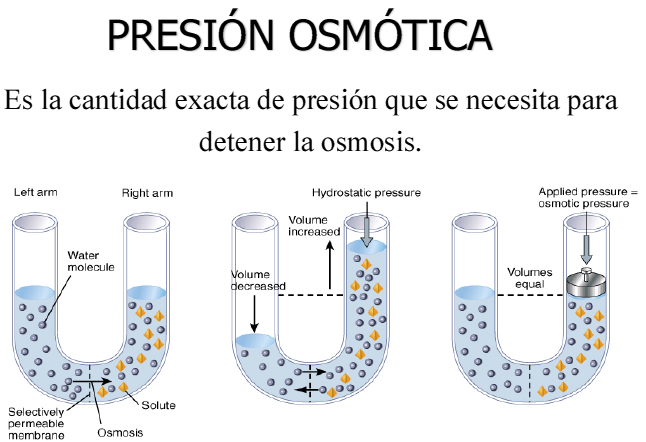 PRESIÓN OSMÓTICA
Es la cantidad exacta de presión que se necesita para
detener la osmosis.
Left arm
Right arm
Water
molecule
Selectively
permeable
membrane
Osmosis
Solute
Hydrostatic pressure
Volume
increased
Volume
decreased
Applied pressure =
osmotic pressure
Volumes
equal